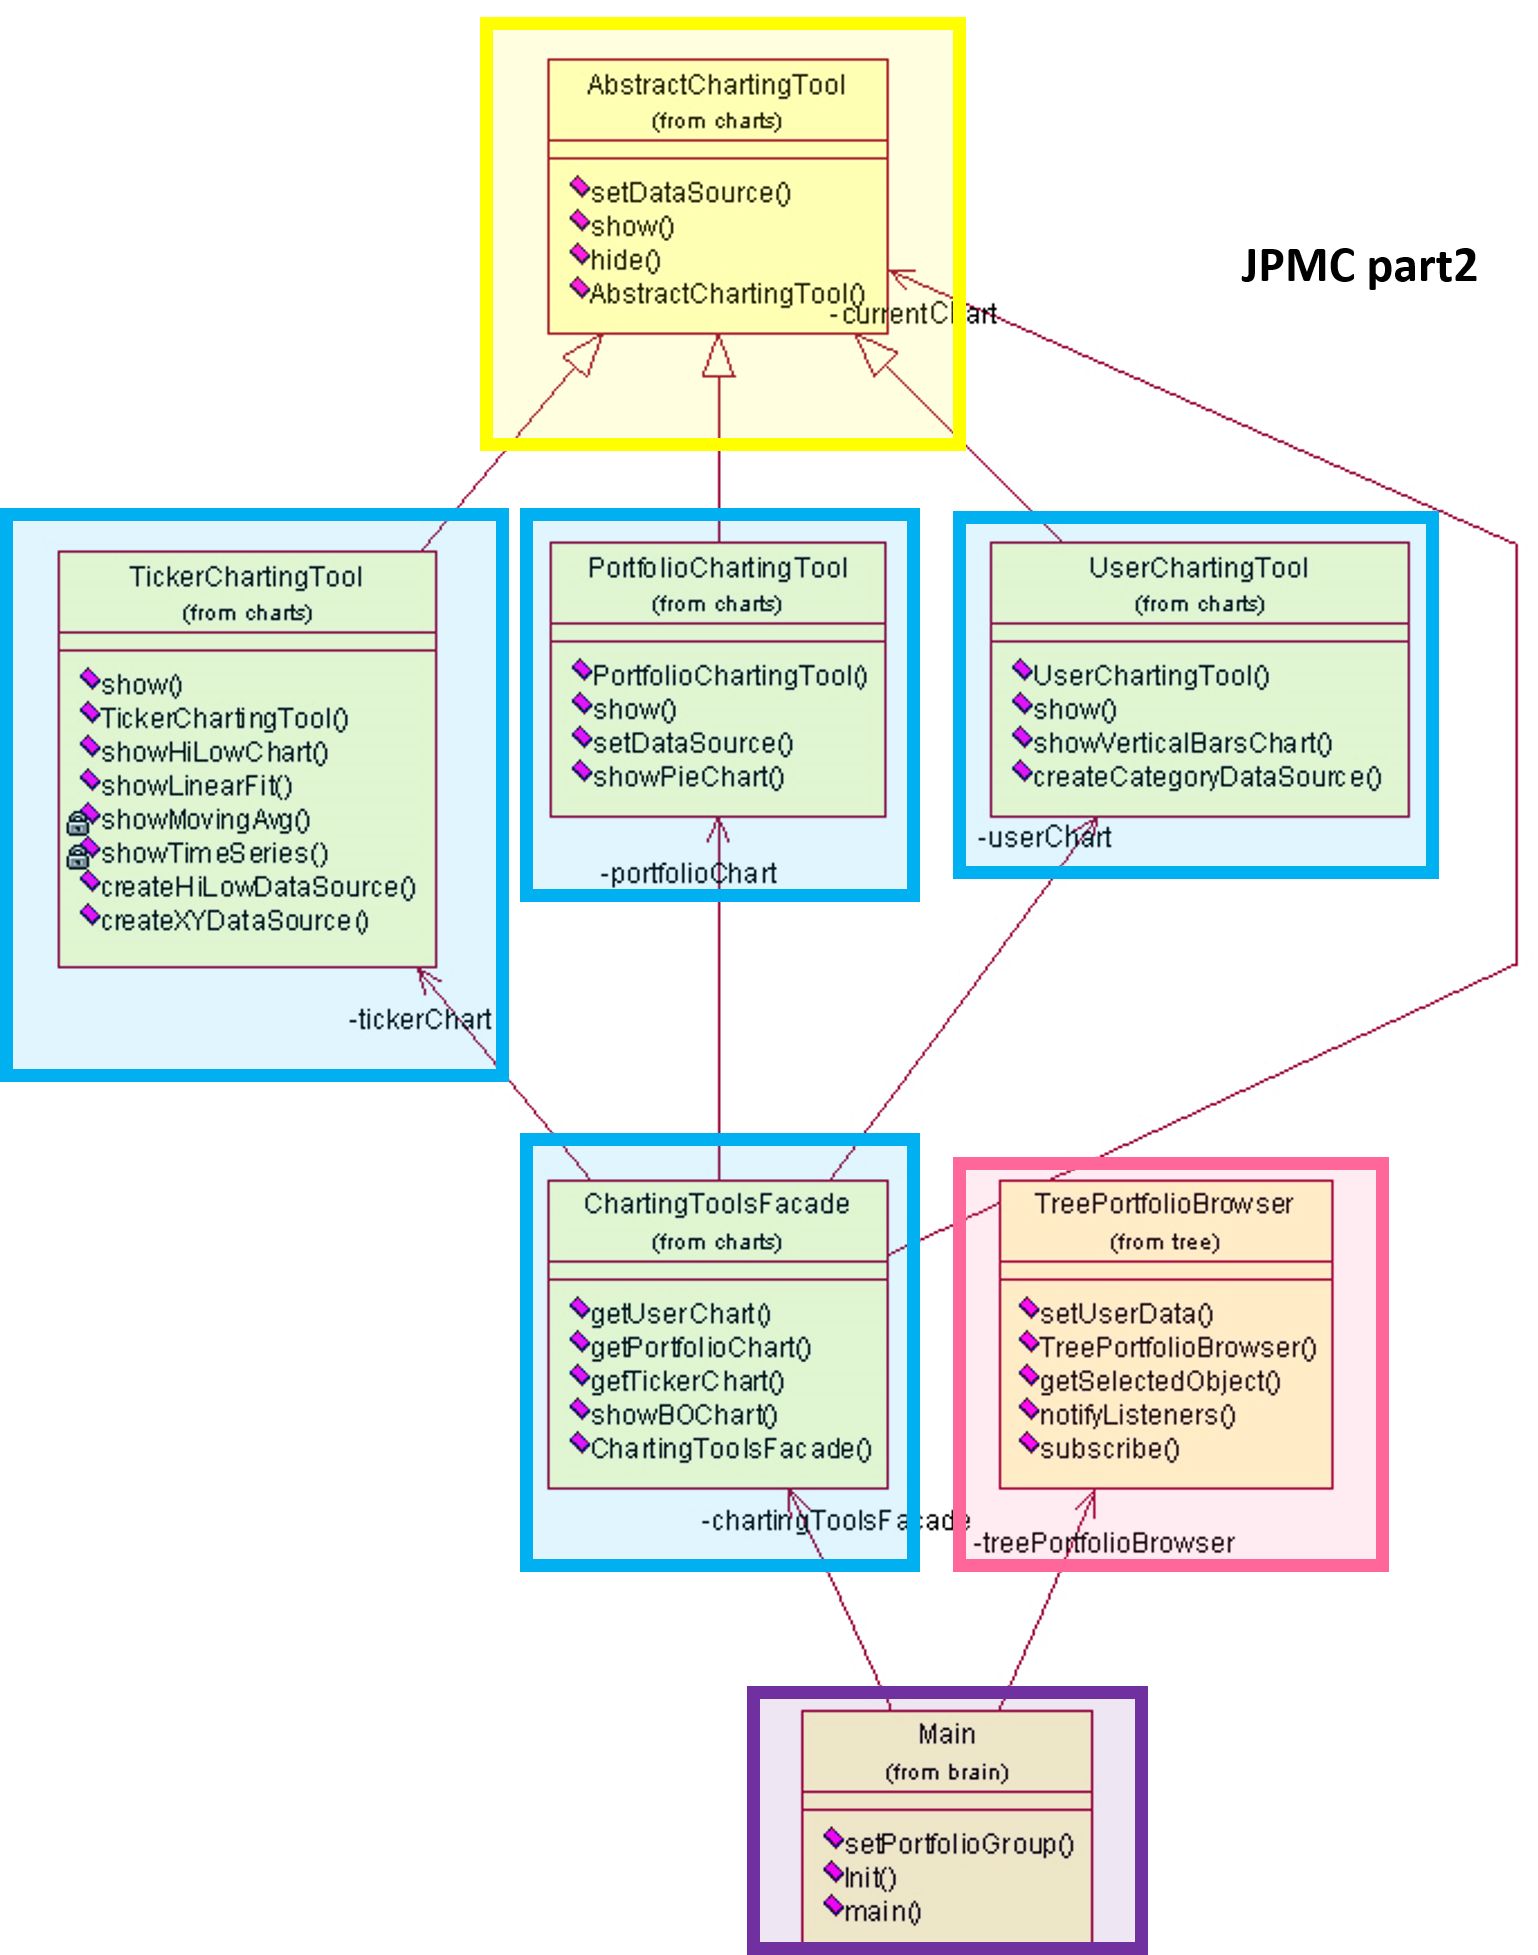 AbstractChartingTool
(from charts)
setDataSource()
show()
hide()
AbstractChartingTool()
-currentChart
JPMC part2
TickerChartingTool
(from charts)
show()
TickerChartingTool()
showHiLowChart()
showLinearFit()
showMovingAvg()
showTimeSeries()
createHiLowDataSource()
createXYDataSource()
-tickerChart
PortfolioChartingTool
(from charts)
PortfolioChartingTool()
show()
setDataSource()
showPieChart()
-portfolioChart
UserChartingTool
(from charts)
UserChartingTool()
show()
showVerticalBarsChart()
createCategoryDataSource()
-userChart
ChartingToolsFacade
(from charts)
getUserChart()
getPortfolioChart()
getTickerChart()
showBOChart()
ChartingToolsFacade()
-chartingToolsFacade
TreePortfolioBrowser
(from tree)
setUserData()
TreePortfolioBrowser()
getSelectedObject()
notifyListeners()
subscribe()
-treePortfolioBrowser
Main
(from brain)
setPortfolioGroup()
Init()
main()